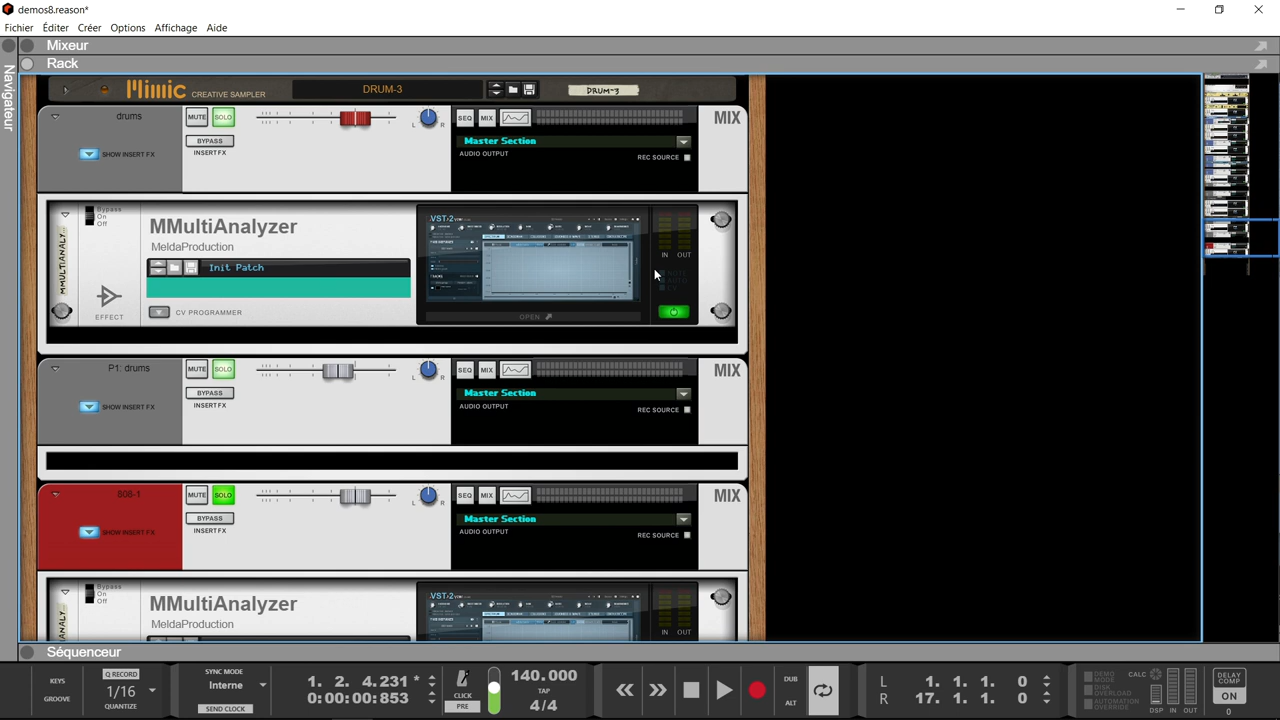 demos8.reason*
Fichier Éditer Créer Options Affichage Aide
Mixeur
Rack
Navigateur
Mimic CREATIVE SAMPLER DRUM-3 DRUM-3
drums MUTE SOLO L R SEQ MIX MIX
BYPASS Master Section
SHOW INSERT FX INSERT FX AUDIO OUTPUT
REC SOURCE
Bypass
On
Off
MMultiAnalyzer
MeldaProduction
Init Patch
IN OUT
EFFECT CV PROGRAMMER OPEN
VST-2
P1: drums MUTE SOLO L R SEQ MIX MIX
BYPASS Master Section
SHOW INSERT FX INSERT FX AUDIO OUTPUT
REC SOURCE
808-1 MUTE SOLO L R SEQ MIX MIX
BYPASS Master Section
SHOW INSERT FX INSERT FX AUDIO OUTPUT
REC SOURCE
Bypass
On
Off
MMultiAnalyzer
MeldaProduction
VST-2
IN OUT
Séquenceur
KEYS
GROOVE
Q RECORD
1/16
QUANTIZE
SYNC MODE
Interne
SEND CLOCK
1. 2. 4.231 *
0:00:00:853
CLICK
PRE
140.000
TAP
4/4
DUB
ALT
L 1. 1. 1. 0
R 17. 1. 1. 0
DEMO MODE
DISK OVERLOAD
AUTOMATION OVERRIDE
CALC
DSP IN OUT
DELAY COMP
ON
0